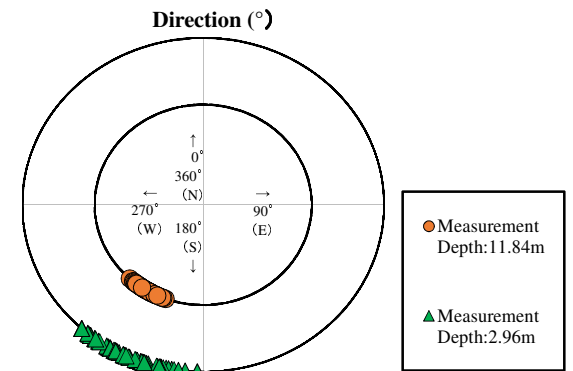 Direction (°)
↑
0°
360°
(N)
← →
270° 90°
(W) 180° (E)
(S)
↓
Measurement
Depth:11.84m
Measurement
Depth:2.96m